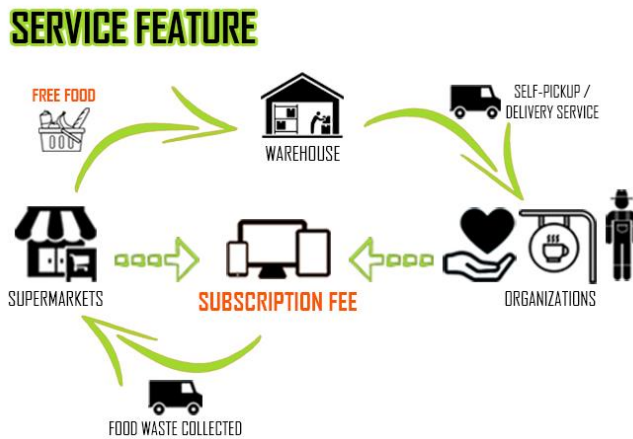 SERVICE FEATURE
FREE FOOD
WAREHOUSE
SELF-PICKUP /
DELIVERY SERVICE
SUPERMARKETS
SUBSCRIPTION FEE
ORGANIZATIONS
FOOD WASTE COLLECTED